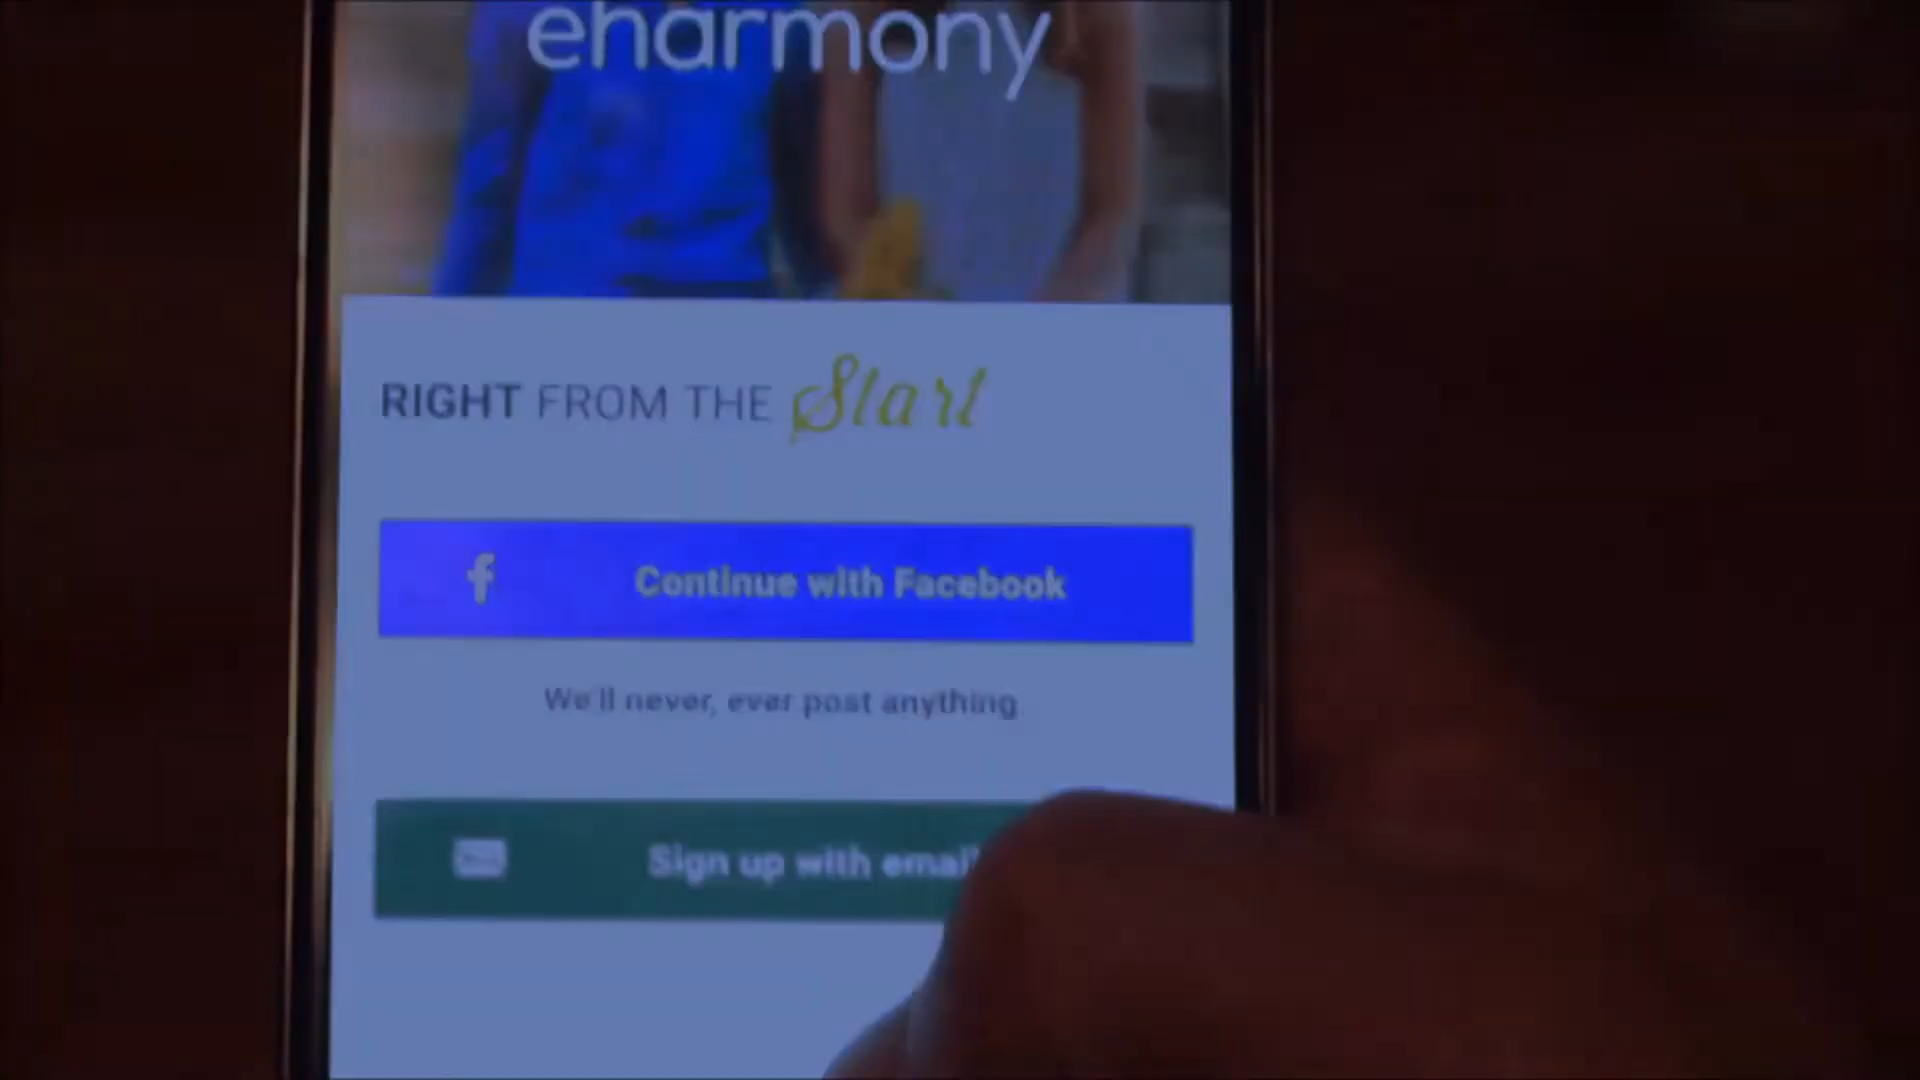 eharmony
RIGHT FROM THE Start
f Continue with Facebook
We'll never, ever post anything
Sign up with email